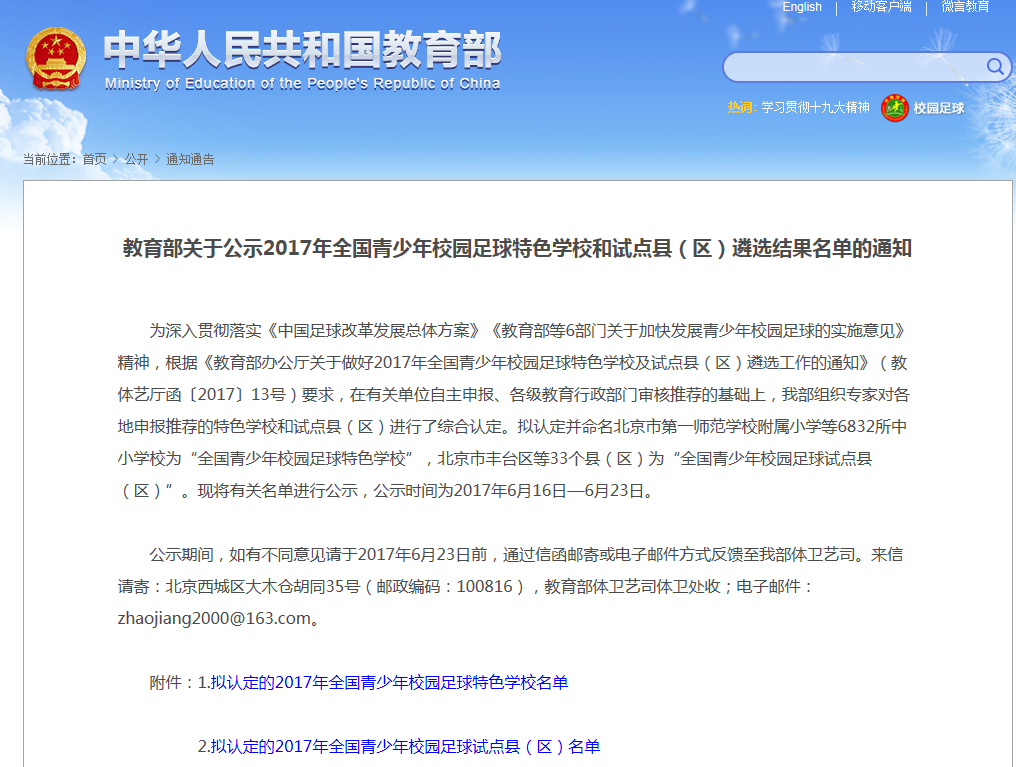 English | 移动客户端 | 微言教育
中华人民共和国教育部
Ministry of Education of the People's Republic of China
热词: 学习贯彻十九大精神 校园足球
当前位置: 首页 > 公开 > 通知通告
教育部关于公示2017年全国青少年校园足球特色学校和试点县（区）遴选结果名单的通知
为深入贯彻落实《中国足球改革发展总体方案》《教育部等6部门关于加快发展青少年校园足球的实施意见》
精神，根据《教育部办公厅关于做好2017年全国青少年校园足球特色学校及试点县（区）遴选工作的通知》（教
体艺厅函〔2017〕13号）要求，在有关单位自主申报、各级教育行政部门审核推荐的基础上，我部组织专家对各
地申报推荐的特色学校和试点县（区）进行了综合认定。拟认定并命名北京市第一师范学校附属小学等6832所中
小学校为“全国青少年校园足球特色学校”，北京市丰台区等33个县（区）为“全国青少年校园足球试点县
（区）”。现将有关名单进行公示，公示时间为2017年6月16日—6月23日。
公示期间，如有不同意见请于2017年6月23日前，通过信函邮寄或电子邮件方式反馈至我部体卫艺司。来信
请寄：北京西城区大木仓胡同35号（邮政编码：100816），教育部体卫艺司体卫处收；电子邮件：
zhaojiang2000@163.com。
附件：1.拟认定的2017年全国青少年校园足球特色学校名单
2.拟认定的2017年全国青少年校园足球试点县（区）名单